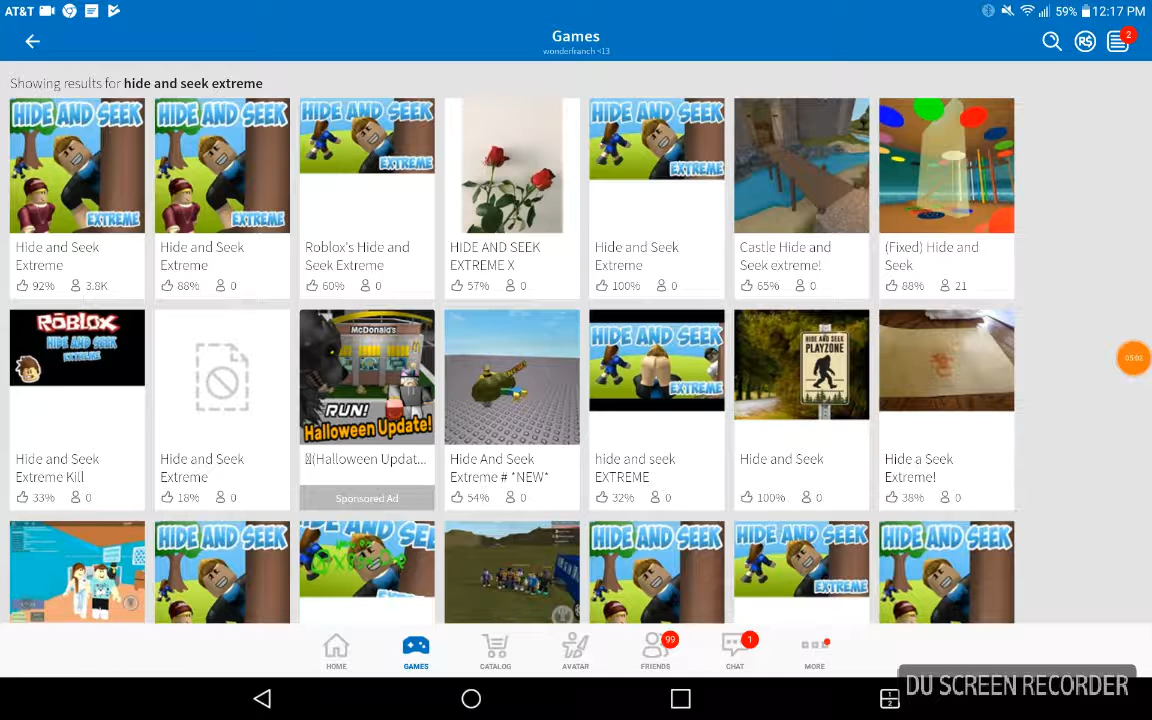 AT&T
59% 12:17 PM
Games
wonderfranch <13
R$
2
Showing results for hide and seek extreme
HIDE AND SEEK
EXTREME
HIDE AND SEEK
EXTREME
HIDE AND SEEK
EXTREME
HIDE AND SEEK
EXTREME
Hide and Seek
Extreme
92% 3.8K
Hide and Seek
Extreme
88% 0
Roblox's Hide and
Seek Extreme
60% 0
HIDE AND SEEK
EXTREME X
57% 0
Hide and Seek
Extreme
100% 0
Castle Hide and
Seek extreme!
65% 0
(Fixed) Hide and
Seek
88% 21
ROBLOX
HIDE AND SEEK
EXTREME
McDonald's
RUN!
Halloween Update!
HIDE AND SEEK
EXTREME
HIDE AND SEEK
PLAYZONE
05:02
Hide and Seek
Extreme Kill
33% 0
Hide and Seek
Extreme
18% 0
(Halloween Updat...
Sponsored Ad
Hide And Seek
Extreme # *NEW*
54% 0
hide and seek
EXTREME
32% 0
Hide and Seek
100% 0
Hide a Seek
Extreme!
38% 0
HIDE AND SEEK
HIDE AND SEEK
HIDE AND SEEK
HIDE AND SEEK
EXTREME
HIDE AND SEEK
HOME
GAMES
CATALOG
AVATAR
99
FRIENDS
1
CHAT
MORE
1
2
DU SCREEN RECORDER